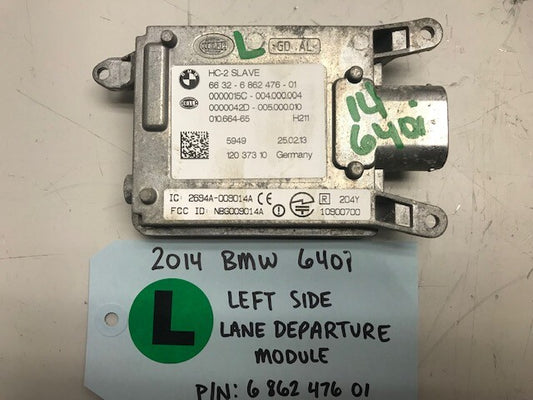 L
GD AL
HC-2 SLAVE
66 32 - 6 862 476 - 01
0000015C - 004.000.004
0000042D - 005.000.010
010.664-65 H211
5949 25.02.13
120 373 10 Germany
14
640i
IC: 2694A-009014A CE R 204Y
FCC ID: NBG009014A 10900700
2014 BMW 640i
L
LEFT SIDE
LANE DEPARTURE
MODULE
P/N: 6 862 476 01